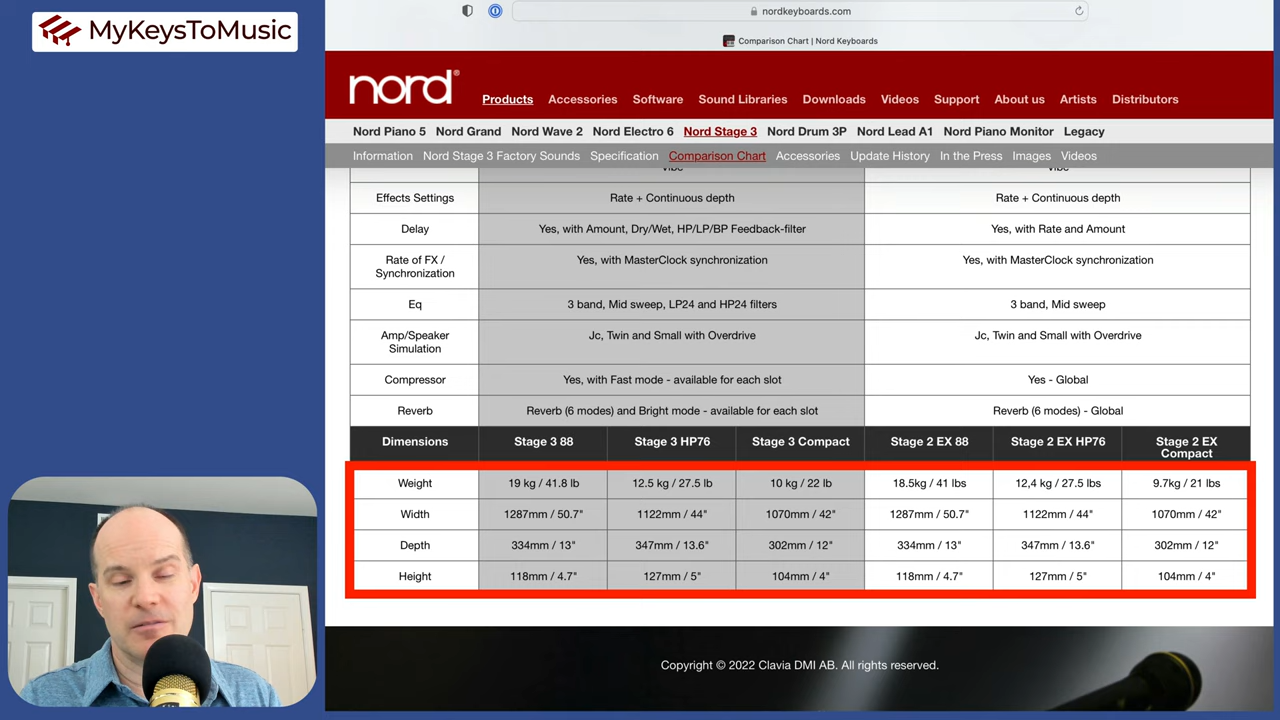 MyKeysToMusic
nordkeyboards.com
Comparison Chart | Nord Keyboards
nord®
Products Accessories Software Sound Libraries Downloads Videos Support About us Artists Distributors
Nord Piano 5 Nord Grand Nord Wave 2 Nord Electro 6 Nord Stage 3 Nord Drum 3P Nord Lead A1 Nord Piano Monitor Legacy
Information Nord Stage 3 Factory Sounds Specification Comparison Chart Accessories Update History In the Press Images Videos
Vibe Vibe
Effects Settings Rate + Continuous depth Rate + Continuous depth
Delay Yes, with Amount, Dry/Wet, HP/LP/BP Feedback-filter Yes, with Rate and Amount
Rate of FX / Yes, with MasterClock synchronization Yes, with MasterClock synchronization
Synchronization
Eq 3 band, Mid sweep, LP24 and HP24 filters 3 band, Mid sweep
Amp/Speaker Jc, Twin and Small with Overdrive Jc, Twin and Small with Overdrive
Simulation
Compressor Yes, with Fast mode - available for each slot Yes - Global
Reverb Reverb (6 modes) and Bright mode - available for each slot Reverb (6 modes) - Global
Dimensions Stage 3 88 Stage 3 HP76 Stage 3 Compact Stage 2 EX 88 Stage 2 EX HP76 Stage 2 EX
Compact
Weight 19 kg / 41.8 lb 12.5 kg / 27.5 lb 10 kg / 22 lb 18.5kg / 41 lbs 12,4 kg / 27.5 lbs 9.7kg / 21 lbs
Width 1287mm / 50.7" 1122mm / 44" 1070mm / 42" 1287mm / 50.7" 1122mm / 44" 1070mm / 42"
Depth 334mm / 13" 347mm / 13.6" 302mm / 12" 334mm / 13" 347mm / 13.6" 302mm / 12"
Height 118mm / 4.7" 127mm / 5" 104mm / 4" 118mm / 4.7" 127mm / 5" 104mm / 4"
Copyright © 2022 Clavia DMI AB. All rights reserved.